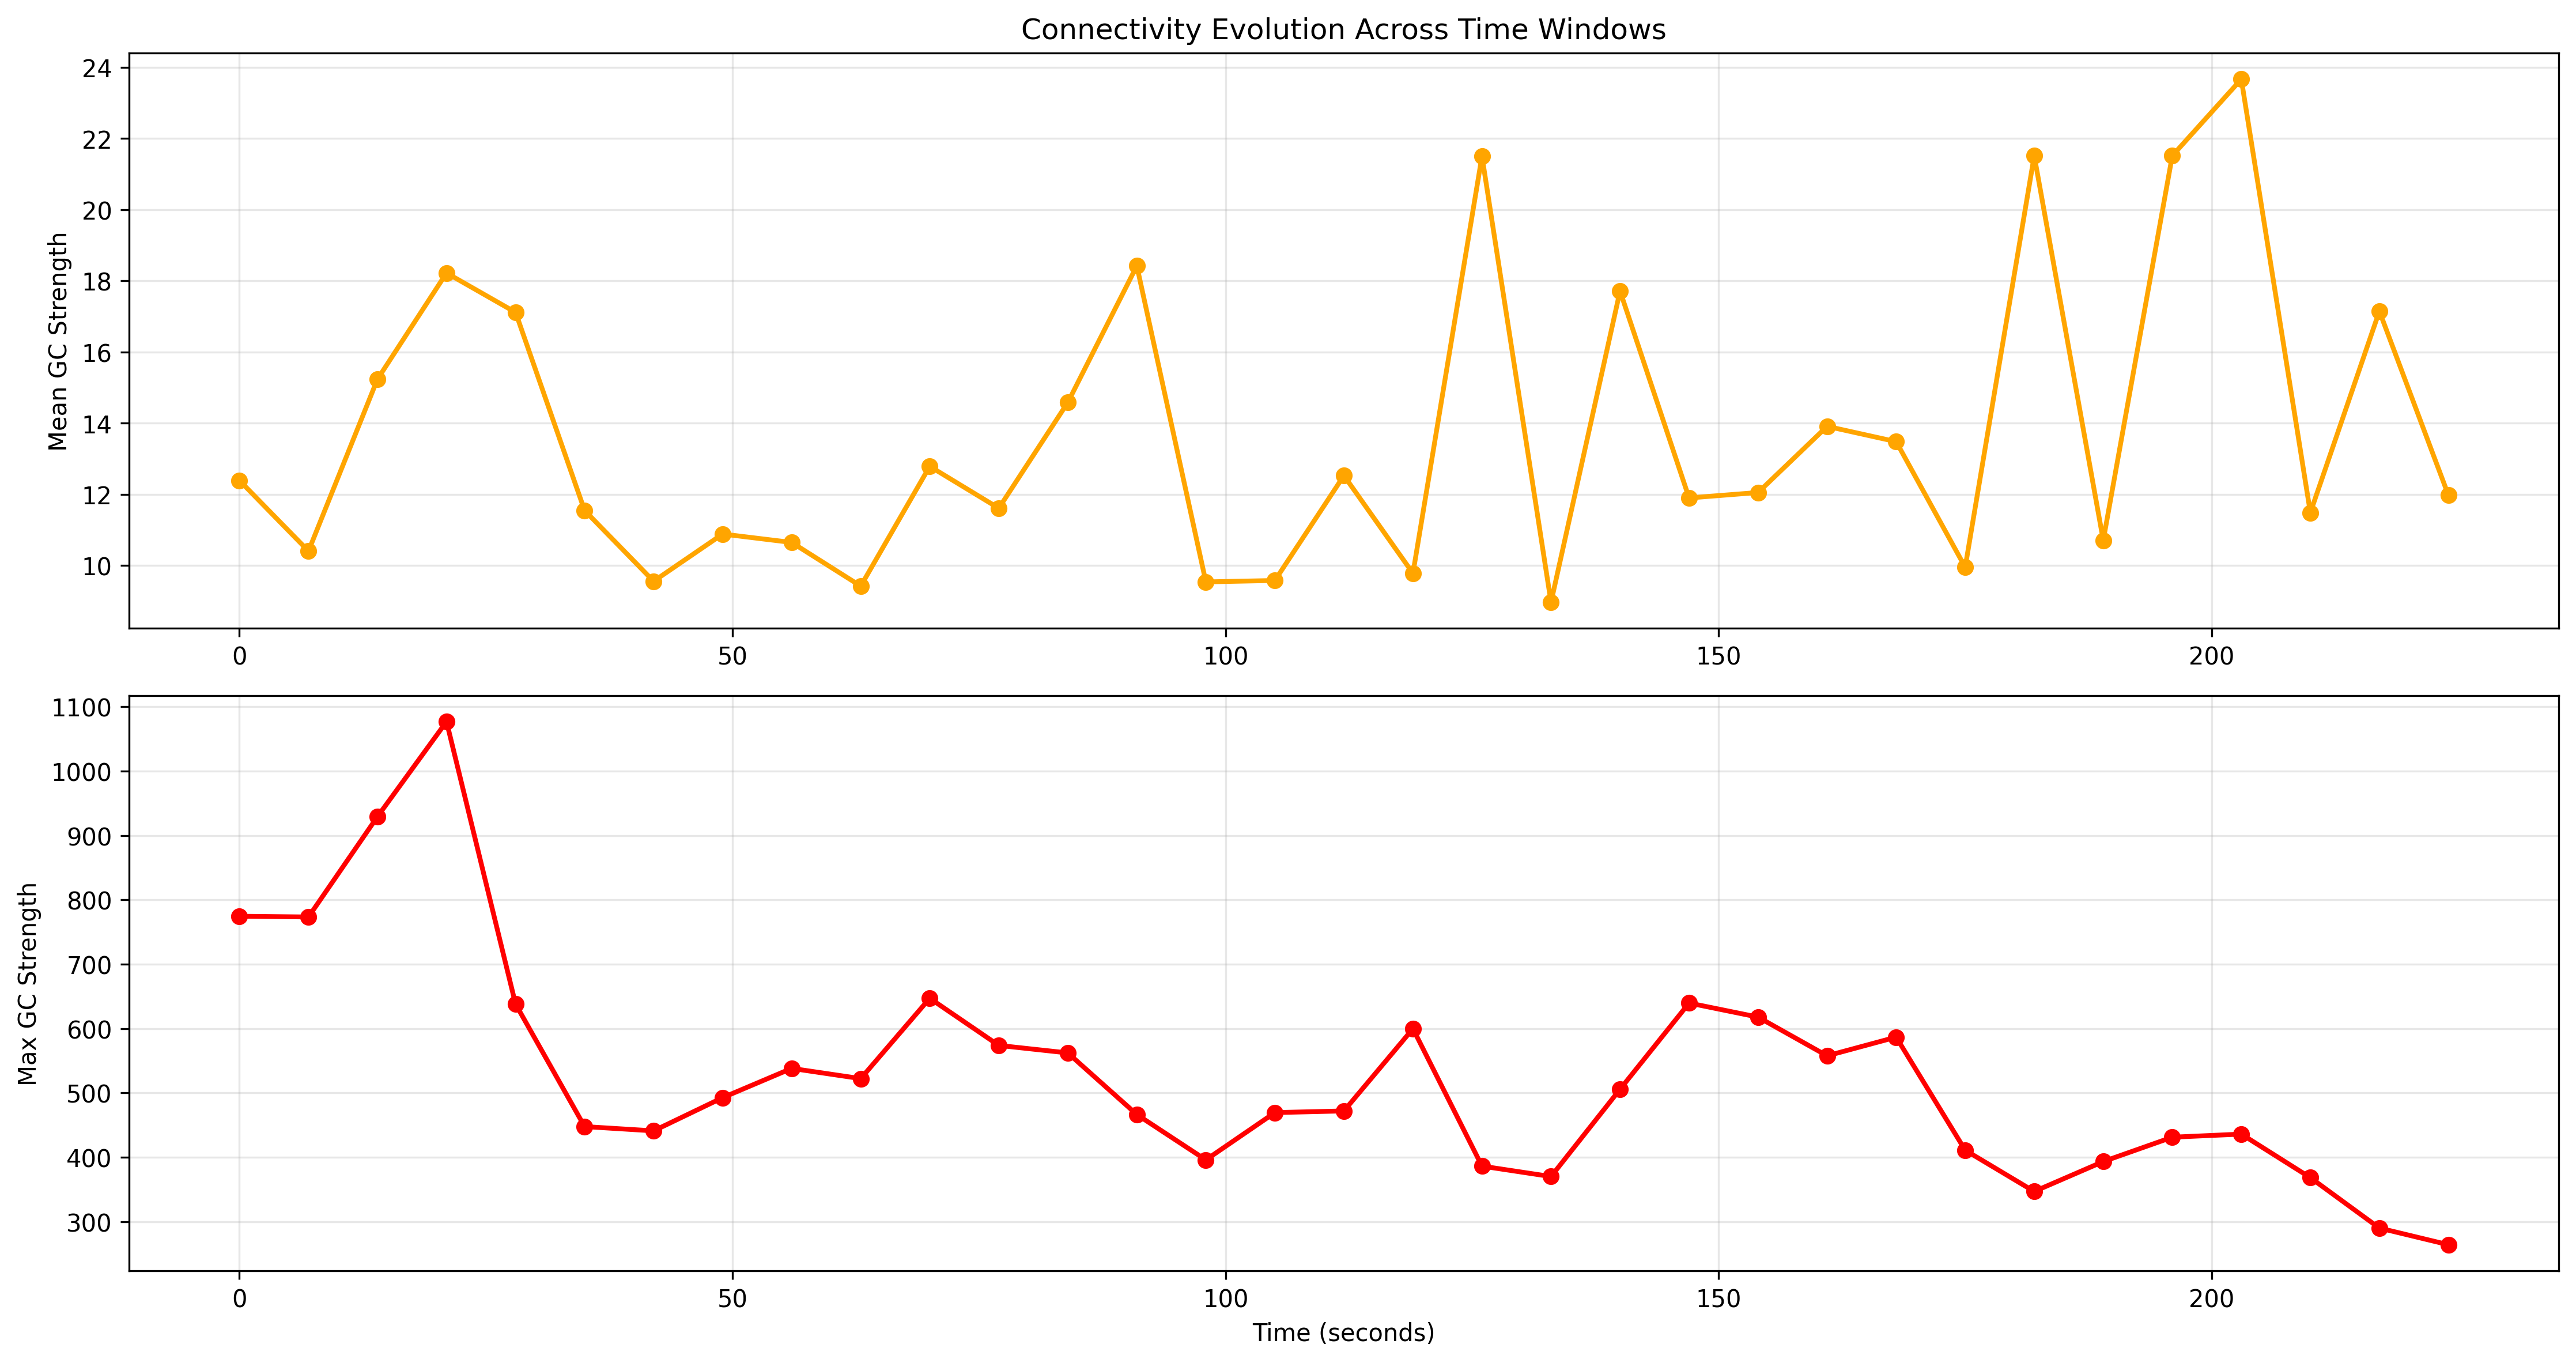 Connectivity Evolution Across Time Windows
Mean GC Strength
24
22
20
18
16
14
12
10
0 50 100 150 200
Max GC Strength
1100
1000
900
800
700
600
500
400
300
0 50 100 150 200
Time (seconds)